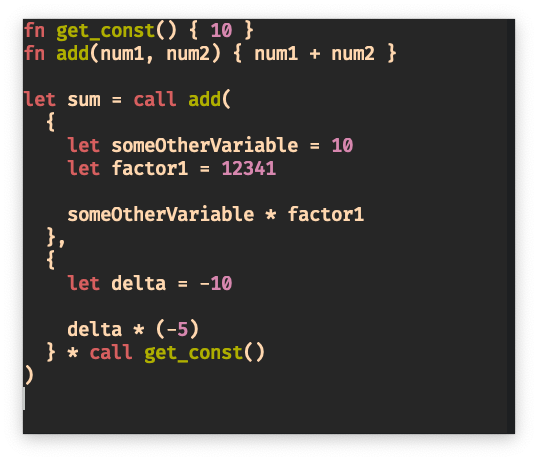 fn get_const() { 10 }
fn add(num1, num2) { num1 + num2 }

let sum = call add(
  {
    let someOtherVariable = 10
    let factor1 = 12341

    someOtherVariable * factor1
  },
  {
    let delta = -10

    delta * (-5)
  } * call get_const()
)